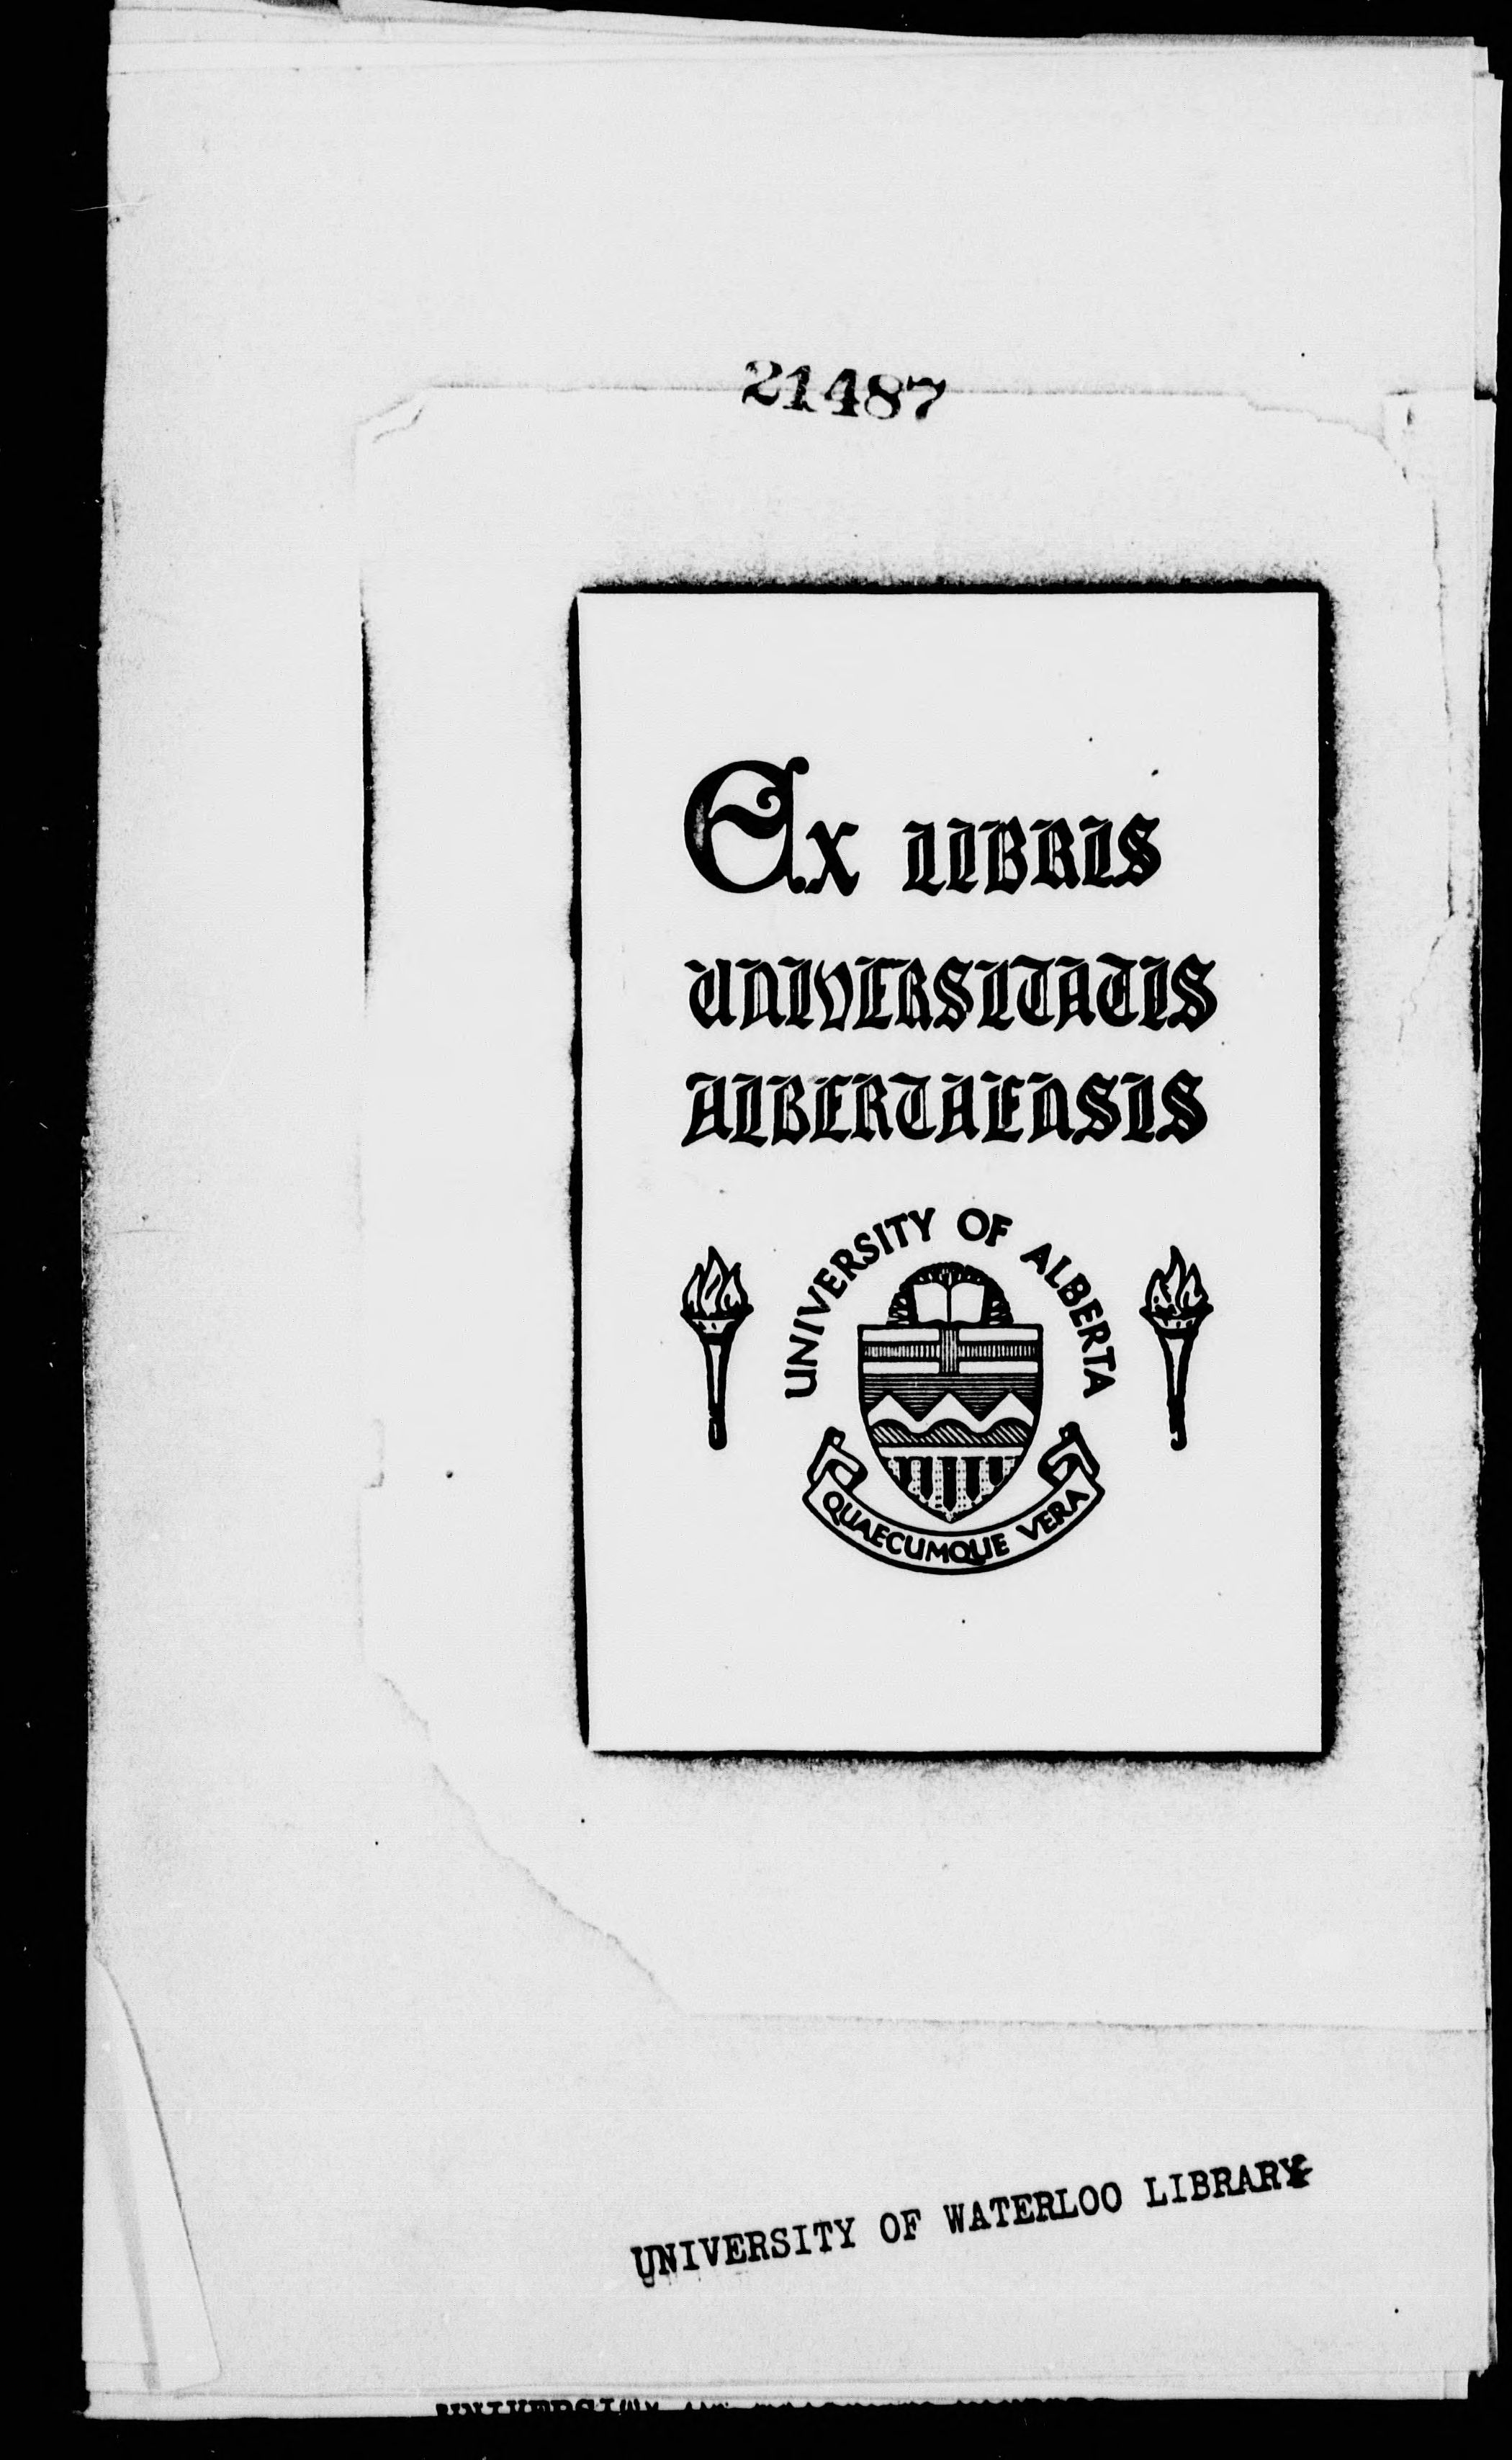 21487
Ex LIBRIS
UNIVERSITATIS
ALBERTAENSIS
UNIVERSITY OF ALBERTA
QUAECUMQUE VERA
UNIVERSITY OF WATERLOO LIBRARY